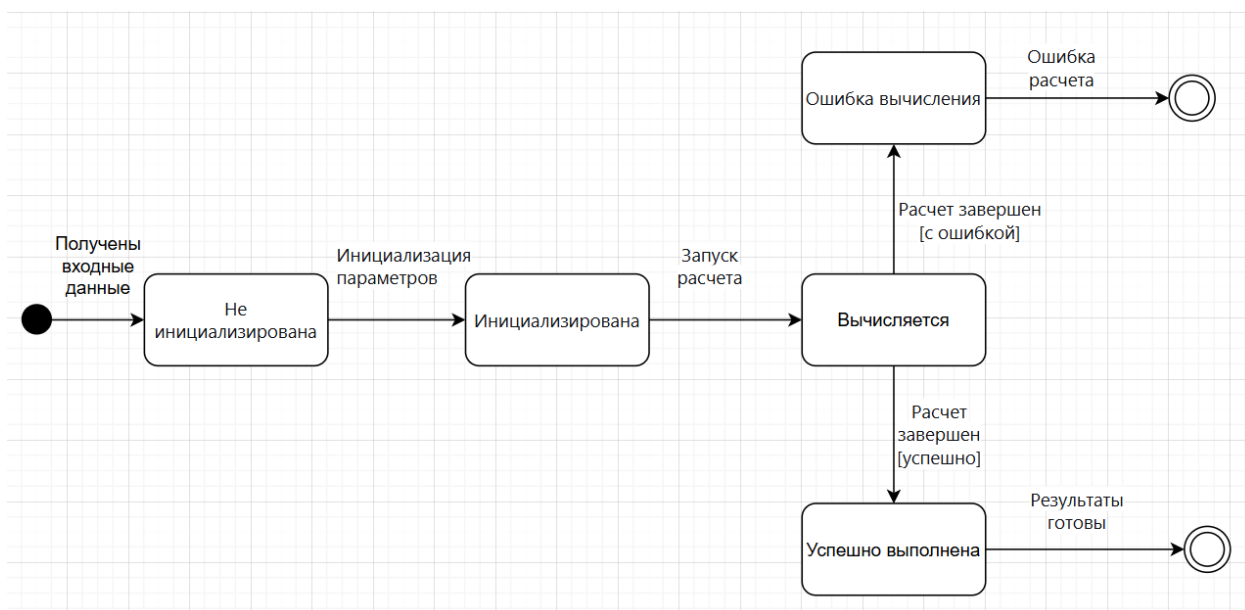 Ошибка
расчета
Ошибка вычисления
Расчет завершен
[с ошибкой]
Получены
входные
данные
Инициализация
параметров
Запуск
расчета
Не
инициализирована
Инициализирована
Вычисляется
Расчет
завершен
[успешно]
Результаты
готовы
Успешно выполнена